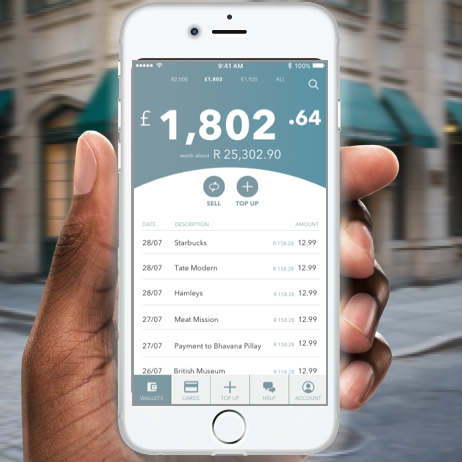 9:41 AM 100%
R2,000 £1,802 €1,920 ALL
£ 1,802 .64
worth about R 25,302.90
SELL TOP UP
DATE DESCRIPTION AMOUNT
28/07 Starbucks R 158.28 12.99
28/07 Tate Modern R 158.28 12.99
28/07 Hamleys R 158.28 12.99
27/07 Meat Mission R 158.28 12.99
27/07 Payment to Bhavana Pillay R 158.28 12.99
26/07 British Museum R 158.28 12.99
WALLETS CARDS TOP UP HELP ACCOUNT